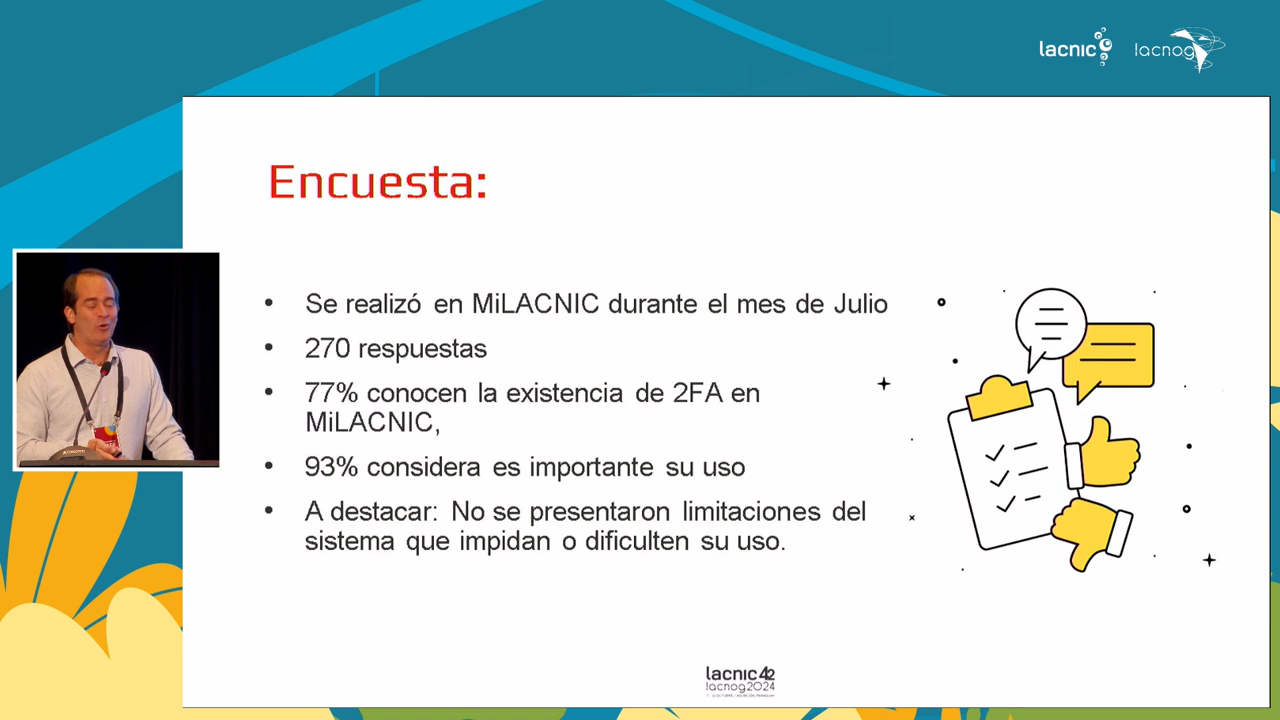 lacnic
lacnog
Encuesta:
• Se realizó en MiLACNIC durante el mes de Julio
• 270 respuestas
• 77% conocen la existencia de 2FA en
MiLACNIC,
• 93% considera es importante su uso
• A destacar: No se presentaron limitaciones del
sistema que impidan o dificulten su uso.
lacnic42
lacnog2024